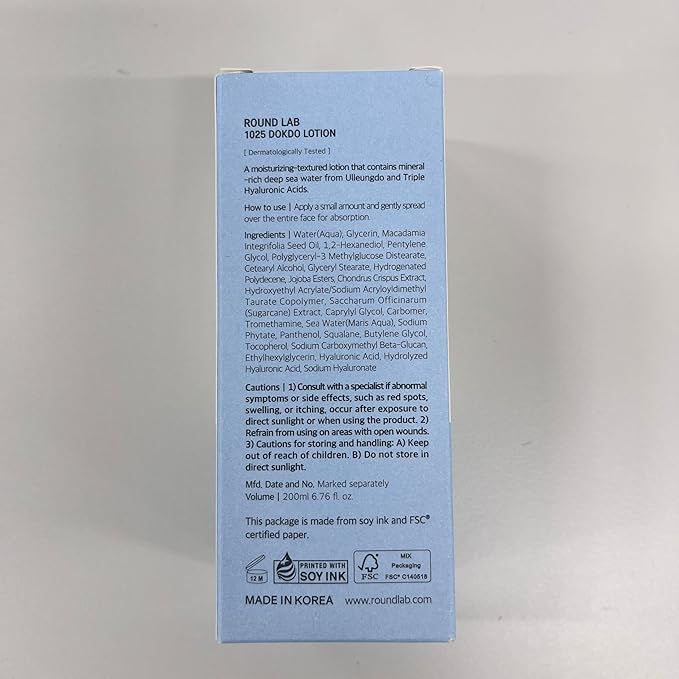 ROUND LAB
1025 DOKDO LOTION
[ Dermatologically Tested ]
A moisturizing-textured lotion that contains mineral
-rich deep sea water from Ulleungdo and Triple
Hyaluronic Acids.
How to use | Apply a small amount and gently spread
over the entire face for absorption.
Ingredients | Water(Aqua), Glycerin, Macadamia
Integrifolia Seed Oil, 1,2-Hexanediol, Pentylene
Glycol, Polyglyceryl-3 Methylglucose Distearate,
Cetearyl Alcohol, Glyceryl Stearate, Hydrogenated
Polydecene, Jojoba Esters, Chondrus Crispus Extract,
Hydroxyethyl Acrylate/Sodium Acryloyldimethyl
Taurate Copolymer, Saccharum Officinarum
(Sugarcane) Extract, Caprylyl Glycol, Carbomer,
Tromethamine, Sea Water(Maris Aqua), Sodium
Phytate, Panthenol, Squalane, Butylene Glycol,
Tocopherol, Sodium Carboxymethyl Beta-Glucan,
Ethylhexylglycerin, Hyaluronic Acid, Hydrolyzed
Hyaluronic Acid, Sodium Hyaluronate
Cautions | 1) Consult with a specialist if abnormal
symptoms or side effects, such as red spots,
swelling, or itching, occur after exposure to
direct sunlight or when using the product. 2)
Refrain from using on areas with open wounds.
3) Cautions for storing and handling: A) Keep
out of reach of children. B) Do not store in
direct sunlight.
Mfd. Date and No. Marked separately
Volume | 200ml 6.76 fl. oz.
This package is made from soy ink and FSC®
certified paper.
12 M
PRINTED WITH
SOY INK
FSC
MIX
Packaging
FSC® C140518
MADE IN KOREA www.roundlab.com